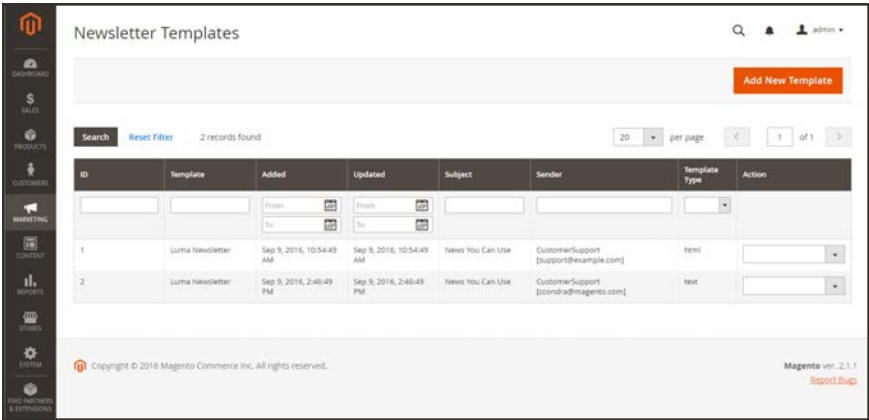 Newsletter Templates
admin
Add New Template
Search Reset Filter 2 records found 20 per page 1 of 1
ID Template Added Updated Subject Sender Template Type Action
From From
To To
1 Luma Newsletter Sep 9, 2016, 10:54:49 AM Sep 9, 2016, 10:54:49 AM News You Can Use CustomerSupport [support@example.com] html
2 Luma Newsletter Sep 9, 2016, 2:46:49 PM Sep 9, 2016, 2:46:49 PM News You Can Use CustomerSupport [ccondra@magento.com] text
Copyright © 2016 Magento Commerce Inc. All rights reserved.
Magento ver. 2.1.1
Report Bugs
DASHBOARD
SALES
PRODUCTS
CUSTOMERS
MARKETING
CONTENT
REPORTS
STORES
SYSTEM
FIND PARTNERS
& EXTENSIONS